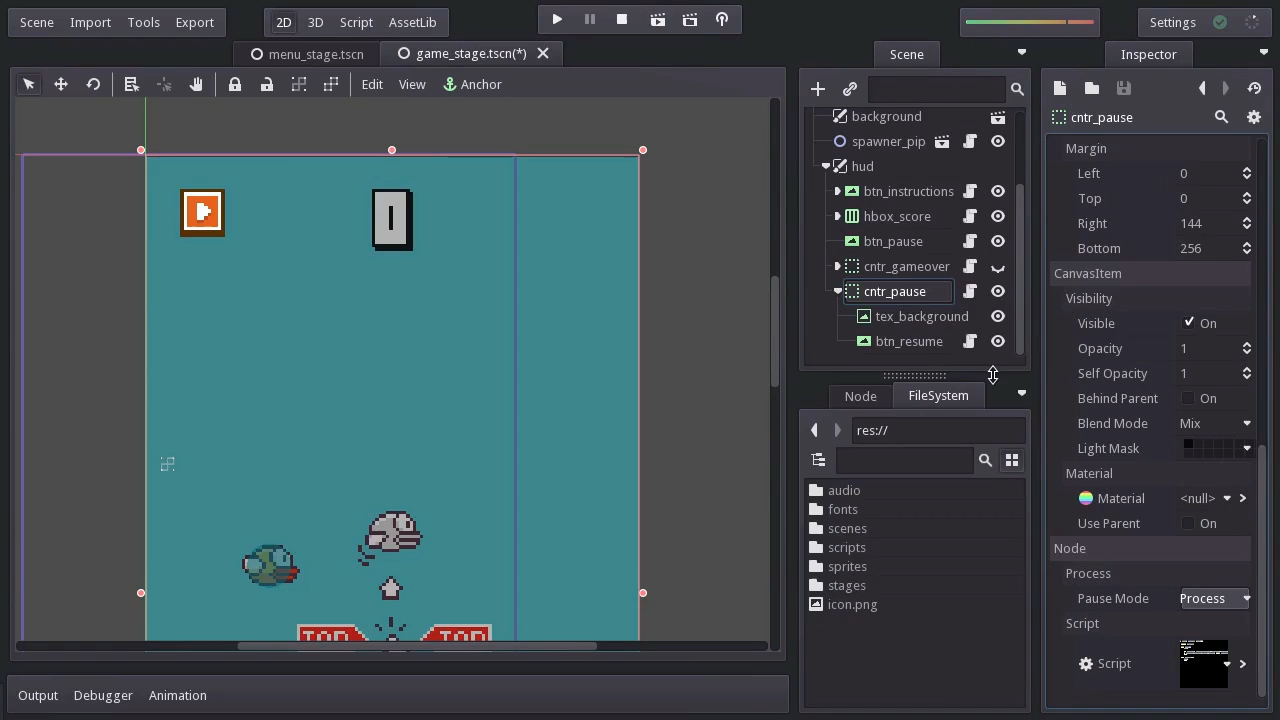 Scene Import Tools Export 2D 3D Script AssetLib Settings
menu_stage.tscn game_stage.tscn(*) Scene Inspector
Edit View Anchor
cntr_pause
background
spawner_pip
hud
btn_instructions
hbox_score
btn_pause
cntr_gameover
cntr_pause
tex_background
btn_resume
Node FileSystem
res://
audio
fonts
scenes
scripts
sprites
stages
icon.png
Margin
Left 0
Top 0
Right 144
Bottom 256
CanvasItem
Visibility
Visible On
Opacity 1
Self Opacity 1
Behind Parent On
Blend Mode Mix
Light Mask
Material
Material <null>
Use Parent On
Node
Process
Pause Mode Process
Script
Script
Output Debugger Animation